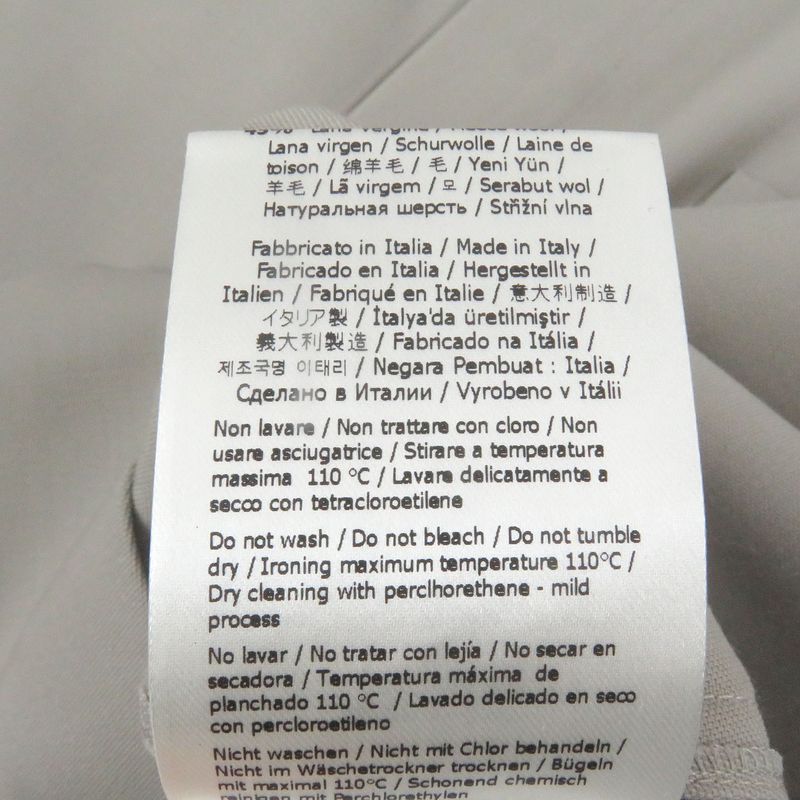 Lana virgen / Schurwolle / Laine de
toison / 绵羊毛 / 毛 / Yeni Yün /
羊毛 / Lã virgem / 모 / Serabut wol /
Натуральная шерсть / Střížní vlna
Fabbricato in Italia / Made in Italy /
Fabricado en Italia / Hergestellt in
Italien / Fabriqué en Italie / 意大利制造 /
イタリア製 / İtalya'da üretilmiştir /
義大利製造 / Fabricado na Itália /
제조국명 이태리 / Negara Pembuat : Italia /
Сделано в Италии / Vyrobeno v Itálii
Non lavare / Non trattare con cloro / Non
usare asciugatrice / Stirare a temperatura
massima 110 °C / Lavare delicatamente a
secco con tetracloroetilene
Do not wash / Do not bleach / Do not tumble
dry / Ironing maximum temperature 110°C /
Dry cleaning with perclhorethene - mild
process
No lavar / No tratar con lejía / No secar en
secadora / Temperatura máxima de
planchado 110 °C / Lavado delicado en seco
con percloroetileno
Nicht waschen / Nicht mit Chlor behandeln /
Nicht im Wäschetrockner trocknen / Bügeln
mit maximal 110°C / Schonend chemisch
reinigen mit Perchlorethylen